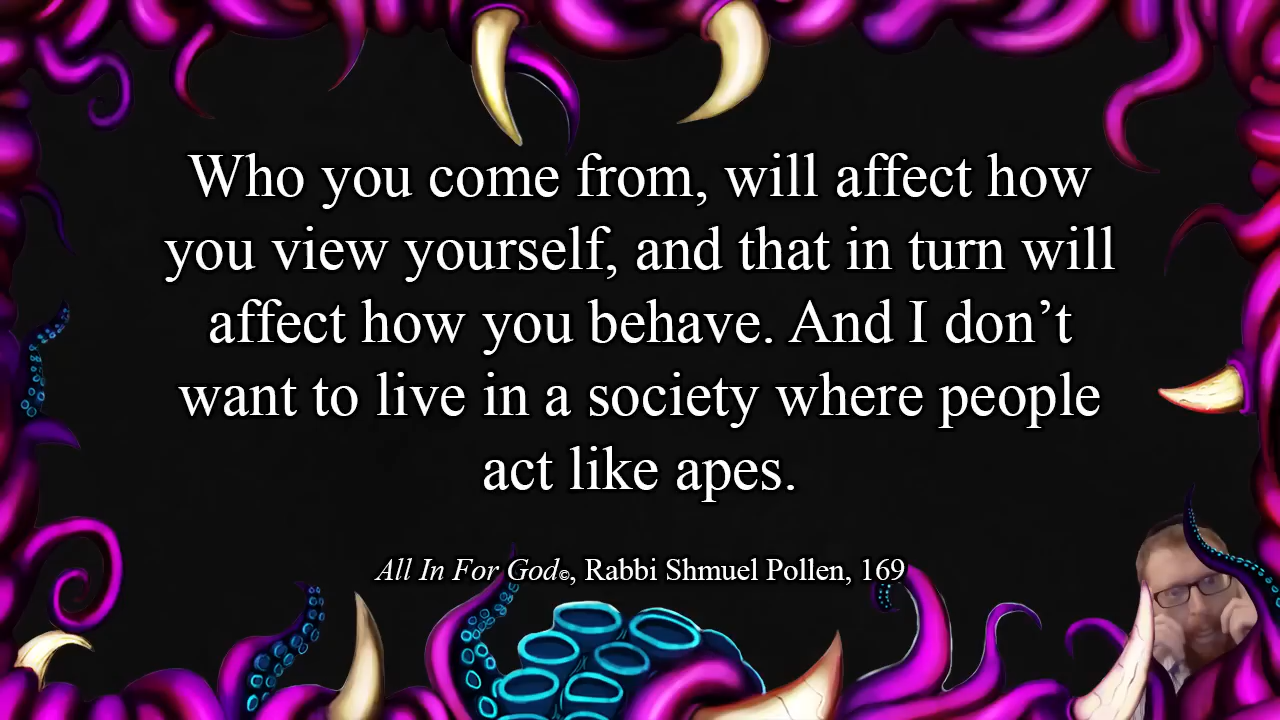 Who you come from, will affect how
you view yourself, and that in turn will
affect how you behave. And I don’t
want to live in a society where people
act like apes.
All In For God©, Rabbi Shmuel Pollen, 169